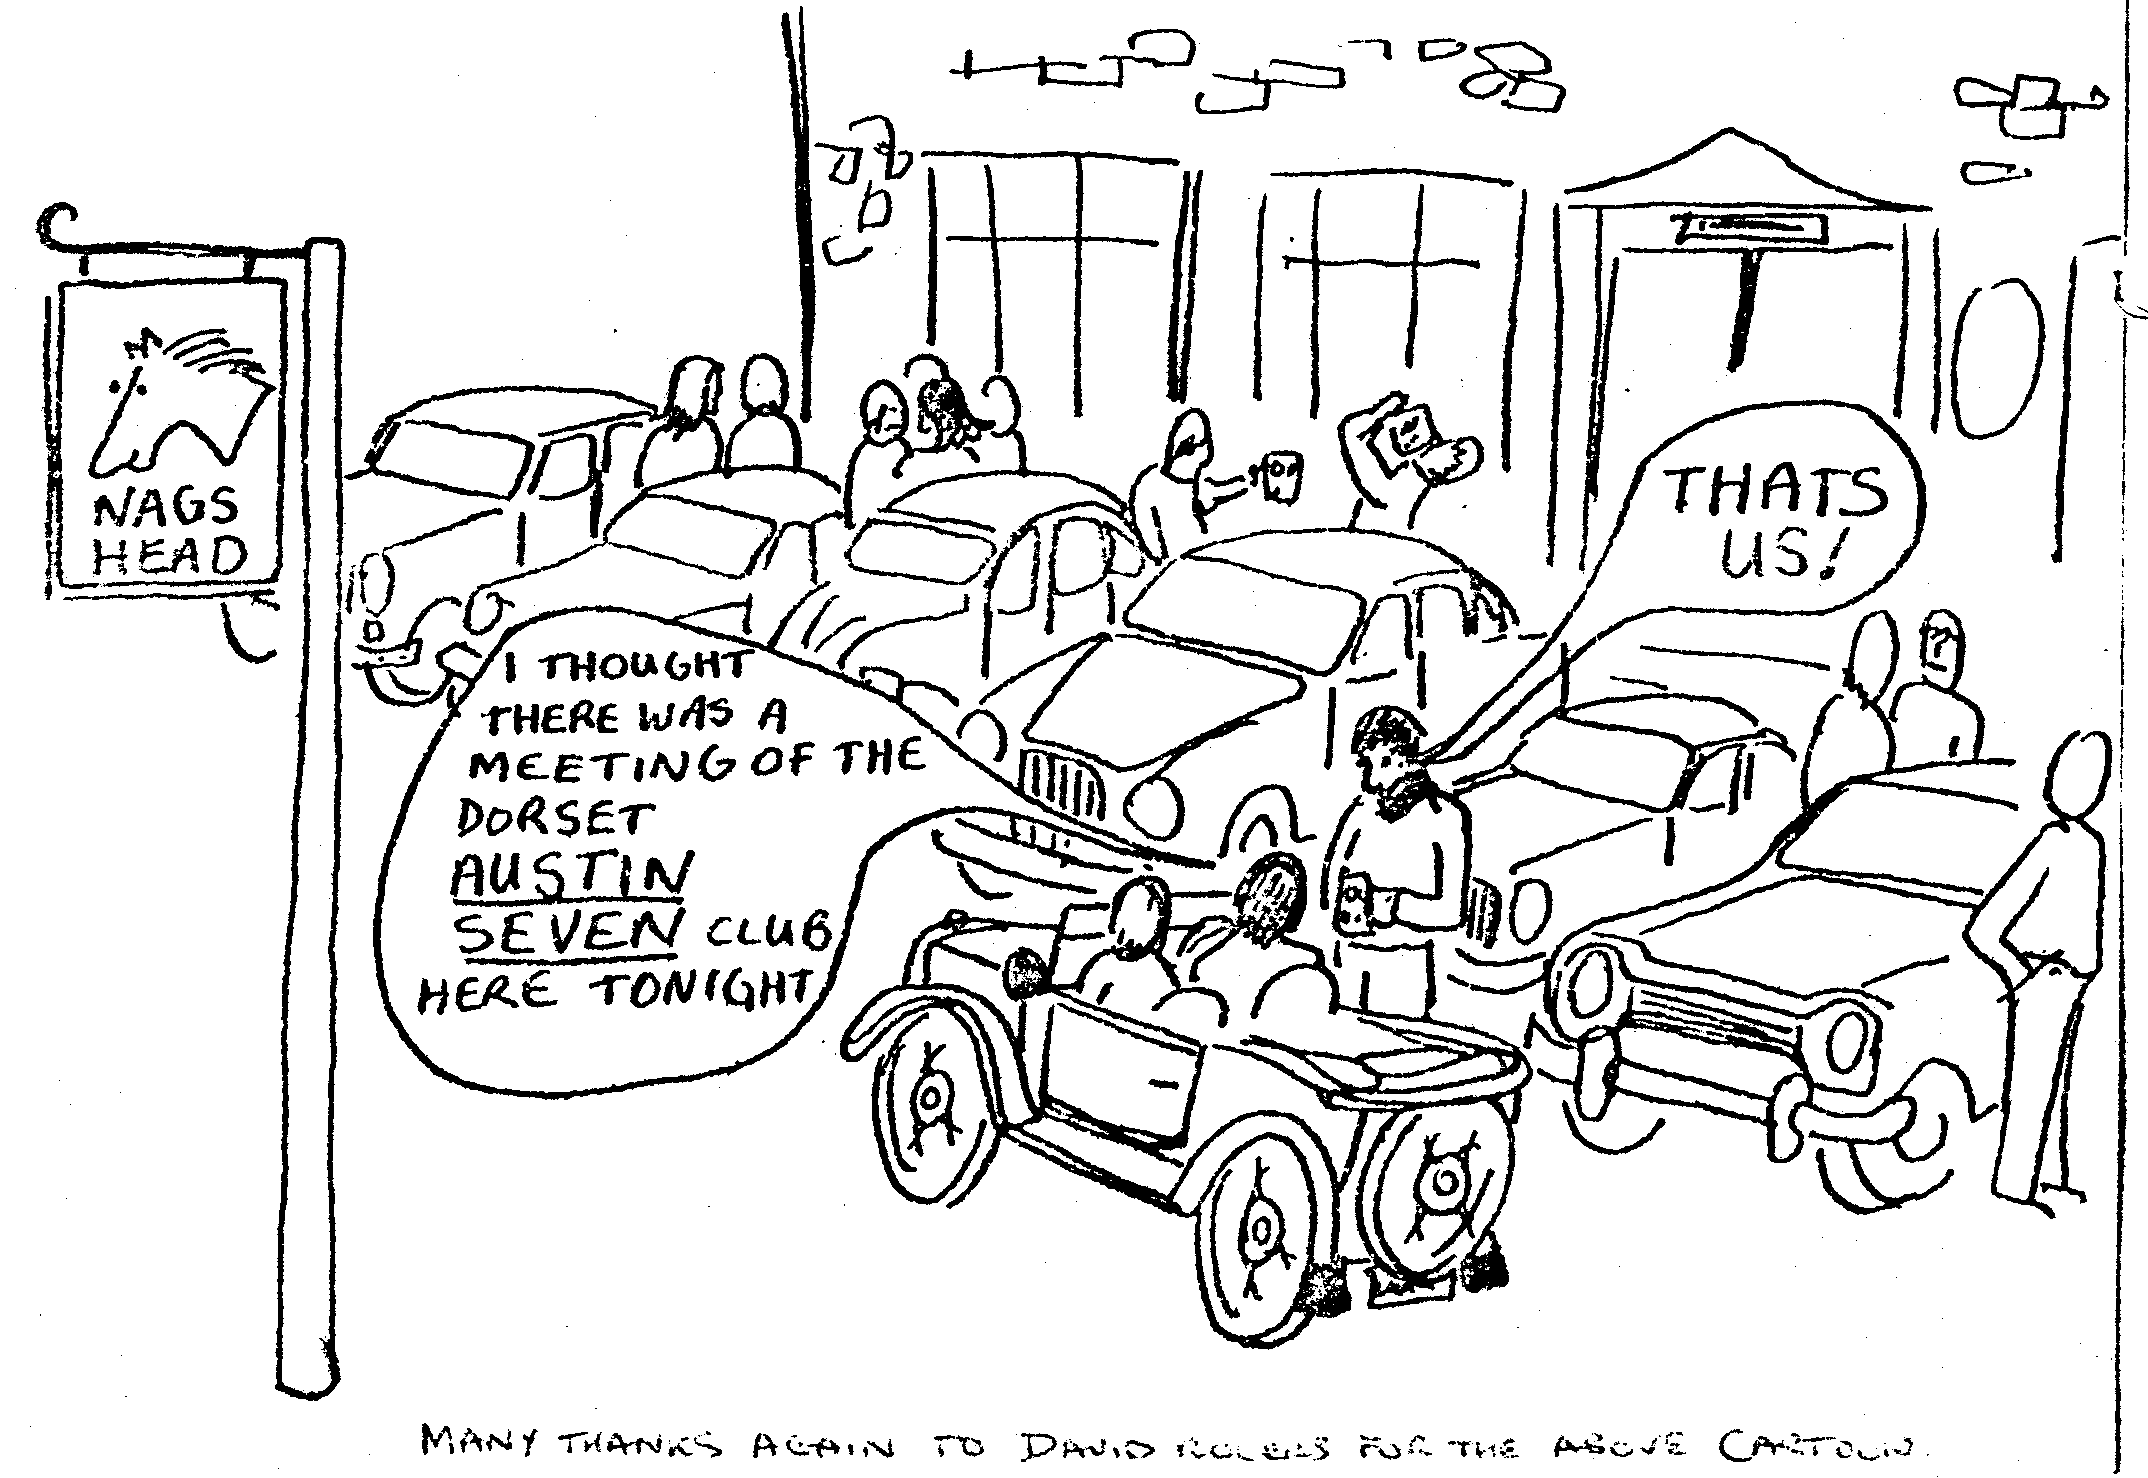 NAGS
HEAD
THATS
US!
I THOUGHT
THERE WAS A
MEETING OF THE
DORSET
AUSTIN
SEVEN CLUB
HERE TONIGHT
MANY THANKS AGAIN TO DAVID FOR THE ABOVE CARTOON.